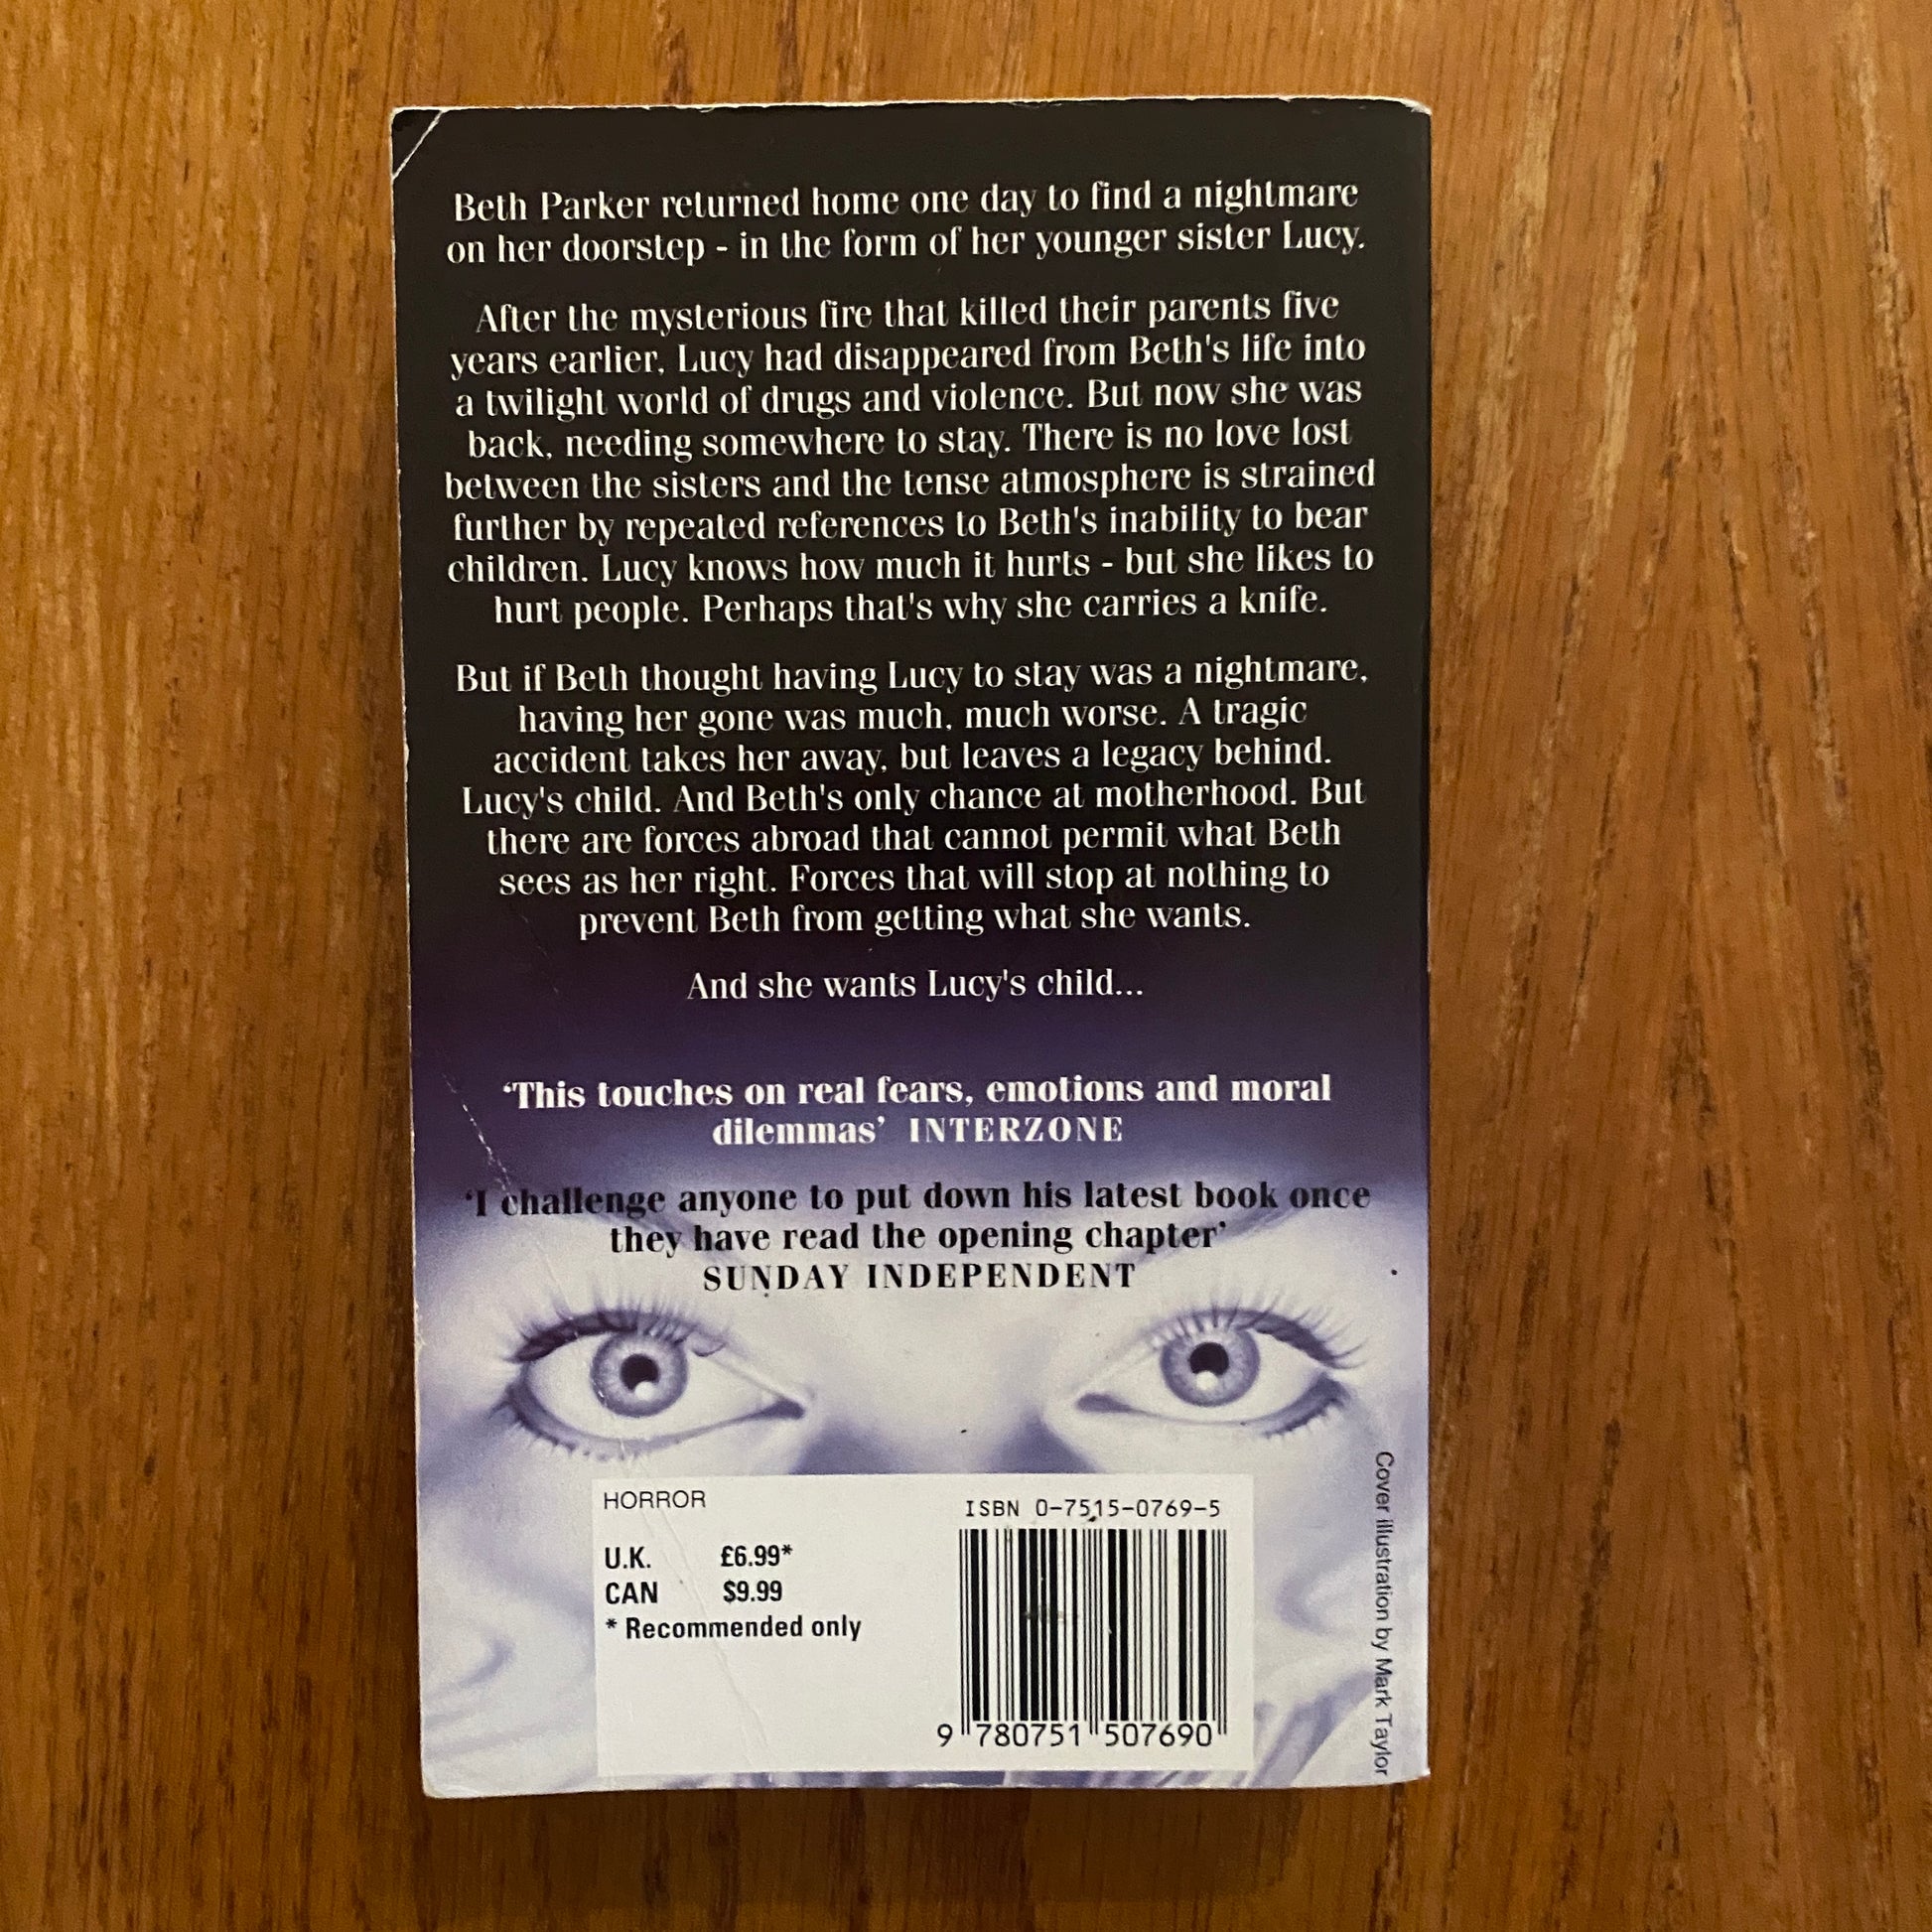 Beth Parker returned home one day to find a nightmare
on her doorstep - in the form of her younger sister Lucy.
After the mysterious fire that killed their parents five
years earlier, Lucy had disappeared from Beth's life into
a twilight world of drugs and violence. But now she was
back, needing somewhere to stay. There is no love lost
between the sisters and the tense atmosphere is strained
further by repeated references to Beth's inability to bear
children. Lucy knows how much it hurts - but she likes to
hurt people. Perhaps that's why she carries a knife.
But if Beth thought having Lucy to stay was a nightmare,
having her gone was much, much worse. A tragic
accident takes her away, but leaves a legacy behind.
Lucy's child. And Beth's only chance at motherhood. But
there are forces abroad that cannot permit what Beth
sees as her right. Forces that will stop at nothing to
prevent Beth from getting what she wants.
And she wants Lucy's child...
‘This touches on real fears, emotions and moral
dilemmas’ INTERZONE
‘I challenge anyone to put down his latest book once
they have read the opening chapter’
SUNDAY INDEPENDENT
HORROR
U.K. £6.99*
CAN $9.99
* Recommended only
ISBN 0-7515-0769-5
9 780751 507690
Cover illustration by Mark Taylor